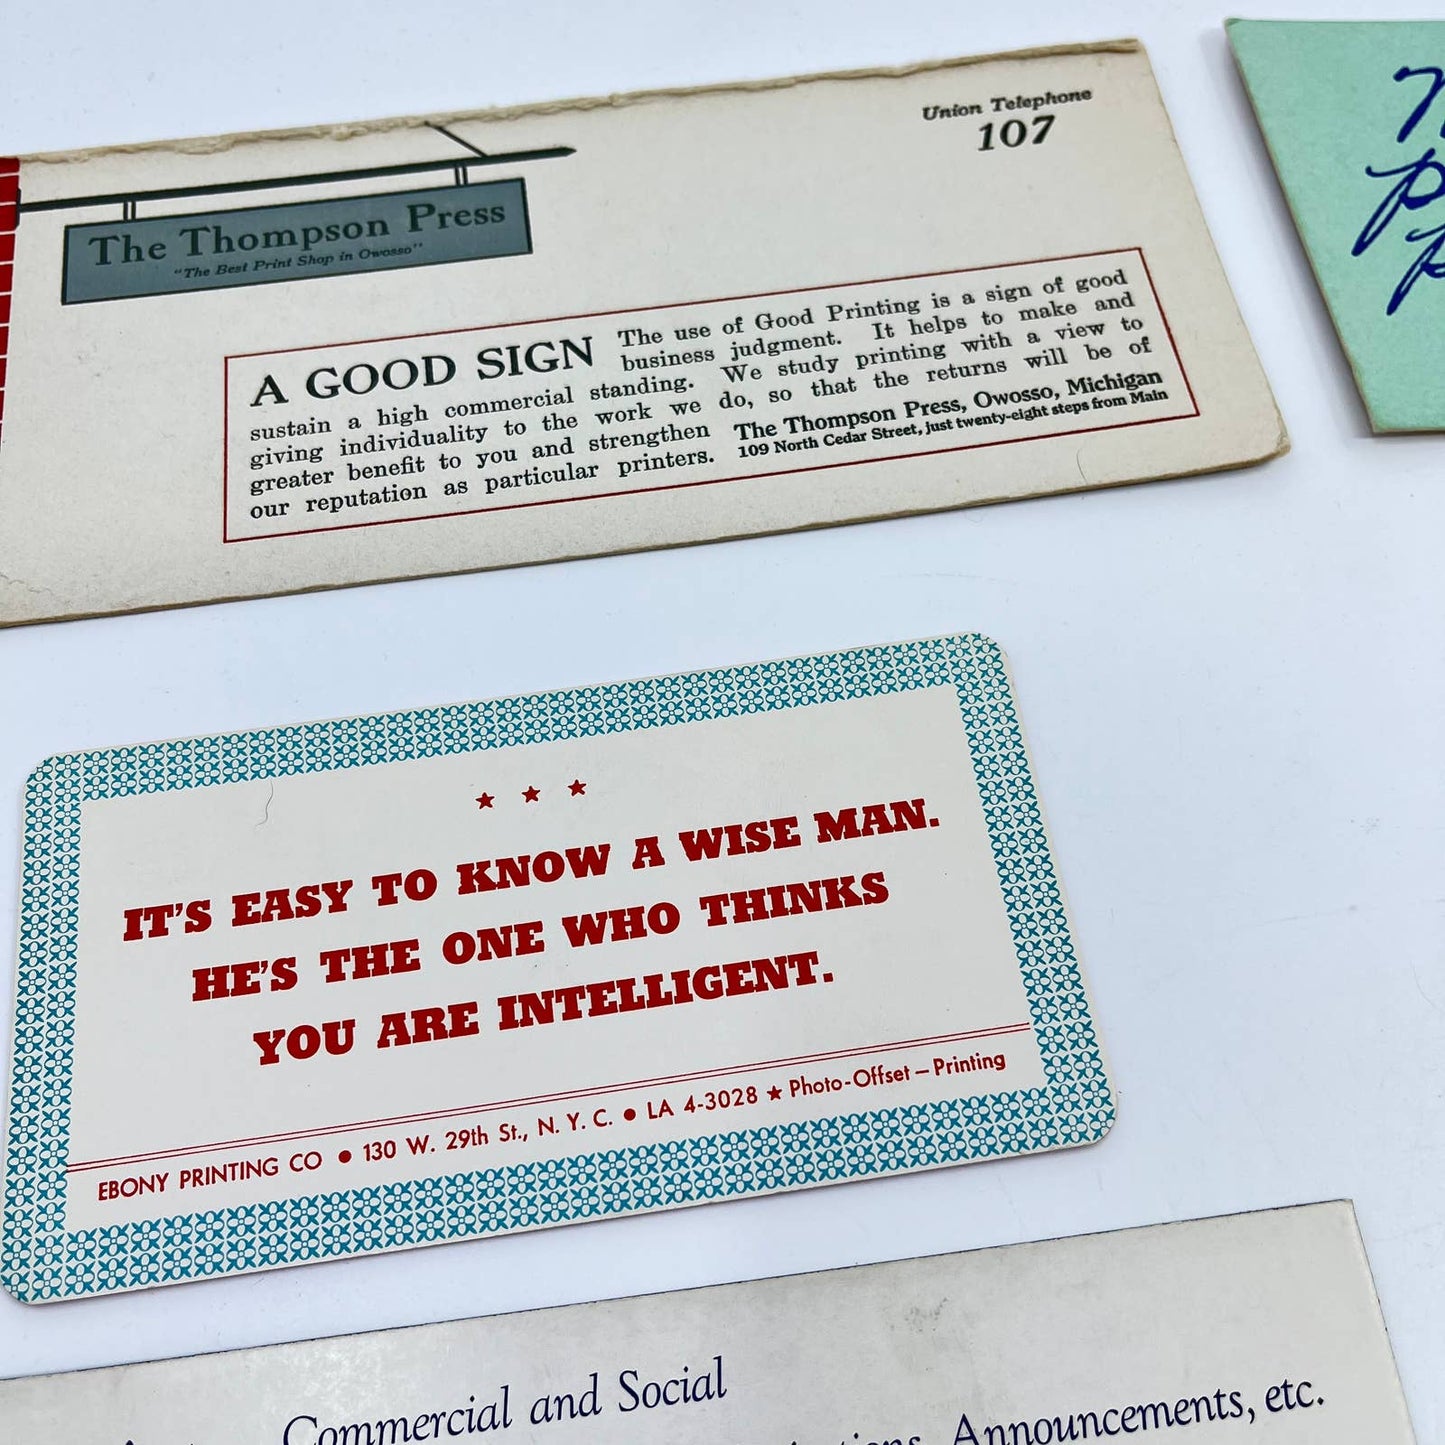 Union Telephone
107
The Thompson Press
"The Best Print Shop in Owosso"
A GOOD SIGN
The use of Good Printing is a sign of good
business judgment. It helps to make and
sustain a high commercial standing. We study printing with a view to
giving individuality to the work we do, so that the returns will be of
greater benefit to you and strengthen
our reputation as particular printers.
The Thompson Press, Owosso, Michigan
109 North Cedar Street, just twenty-eight steps from Main
★ ★ ★
IT'S EASY TO KNOW A WISE MAN.
HE'S THE ONE WHO THINKS
YOU ARE INTELLIGENT.
EBONY PRINTING CO ● 130 W. 29th St., N. Y. C. ● LA 4-3028 ★ Photo-Offset – Printing
Commercial and Social
Announcements, etc.